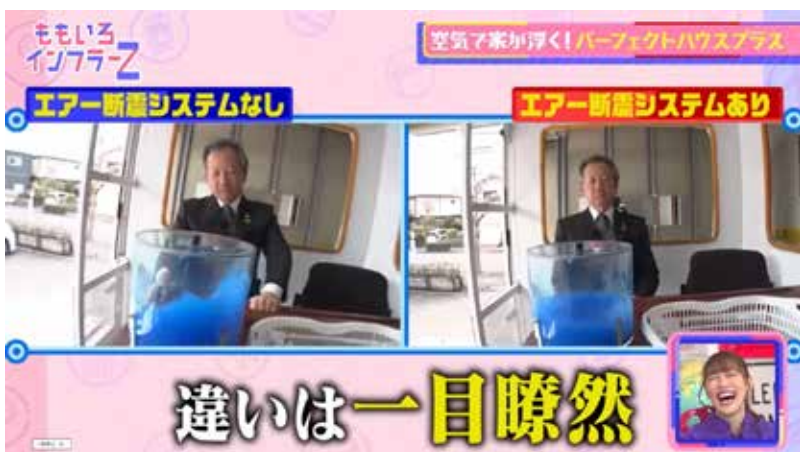 ももいろ
インフラーZ
空気で家が浮く!パーフェクトハウスプラス
エアー断震システムなし
エアー断震システムあり
違いは一目瞭然